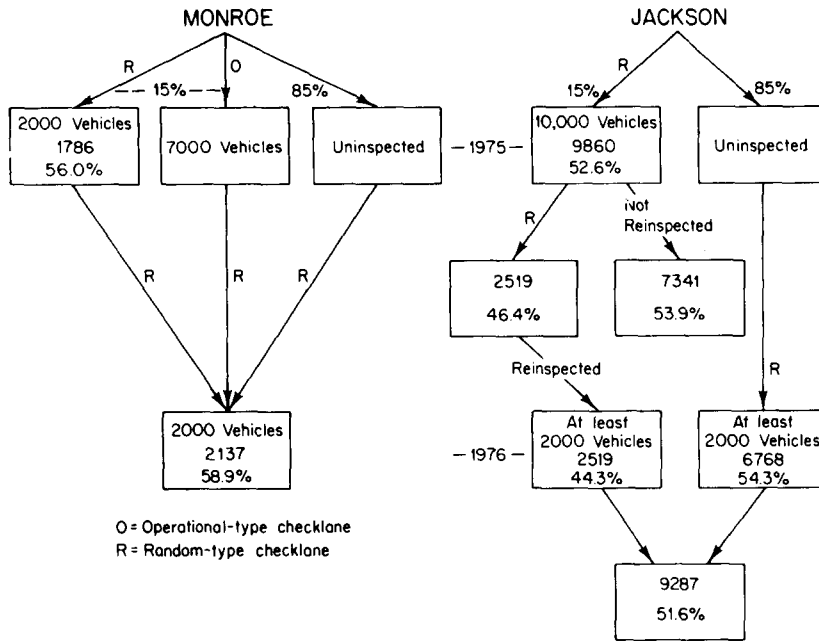 MONROE
JACKSON
R
O
15%
85%
R
15%
85%
2000 Vehicles
1786
56.0%
7000 Vehicles
Uninspected
—1975—
10,000 Vehicles
9860
52.6%
Uninspected
R
R
R
R
Not
Reinspected
2519
46.4%
7341
53.9%
Reinspected
R
2000 Vehicles
2137
58.9%
—1976—
At least
2000 Vehicles
2519
44.3%
At least
2000 Vehicles
6768
54.3%
O = Operational-type checklane
R = Random-type checklane
9287
51.6%